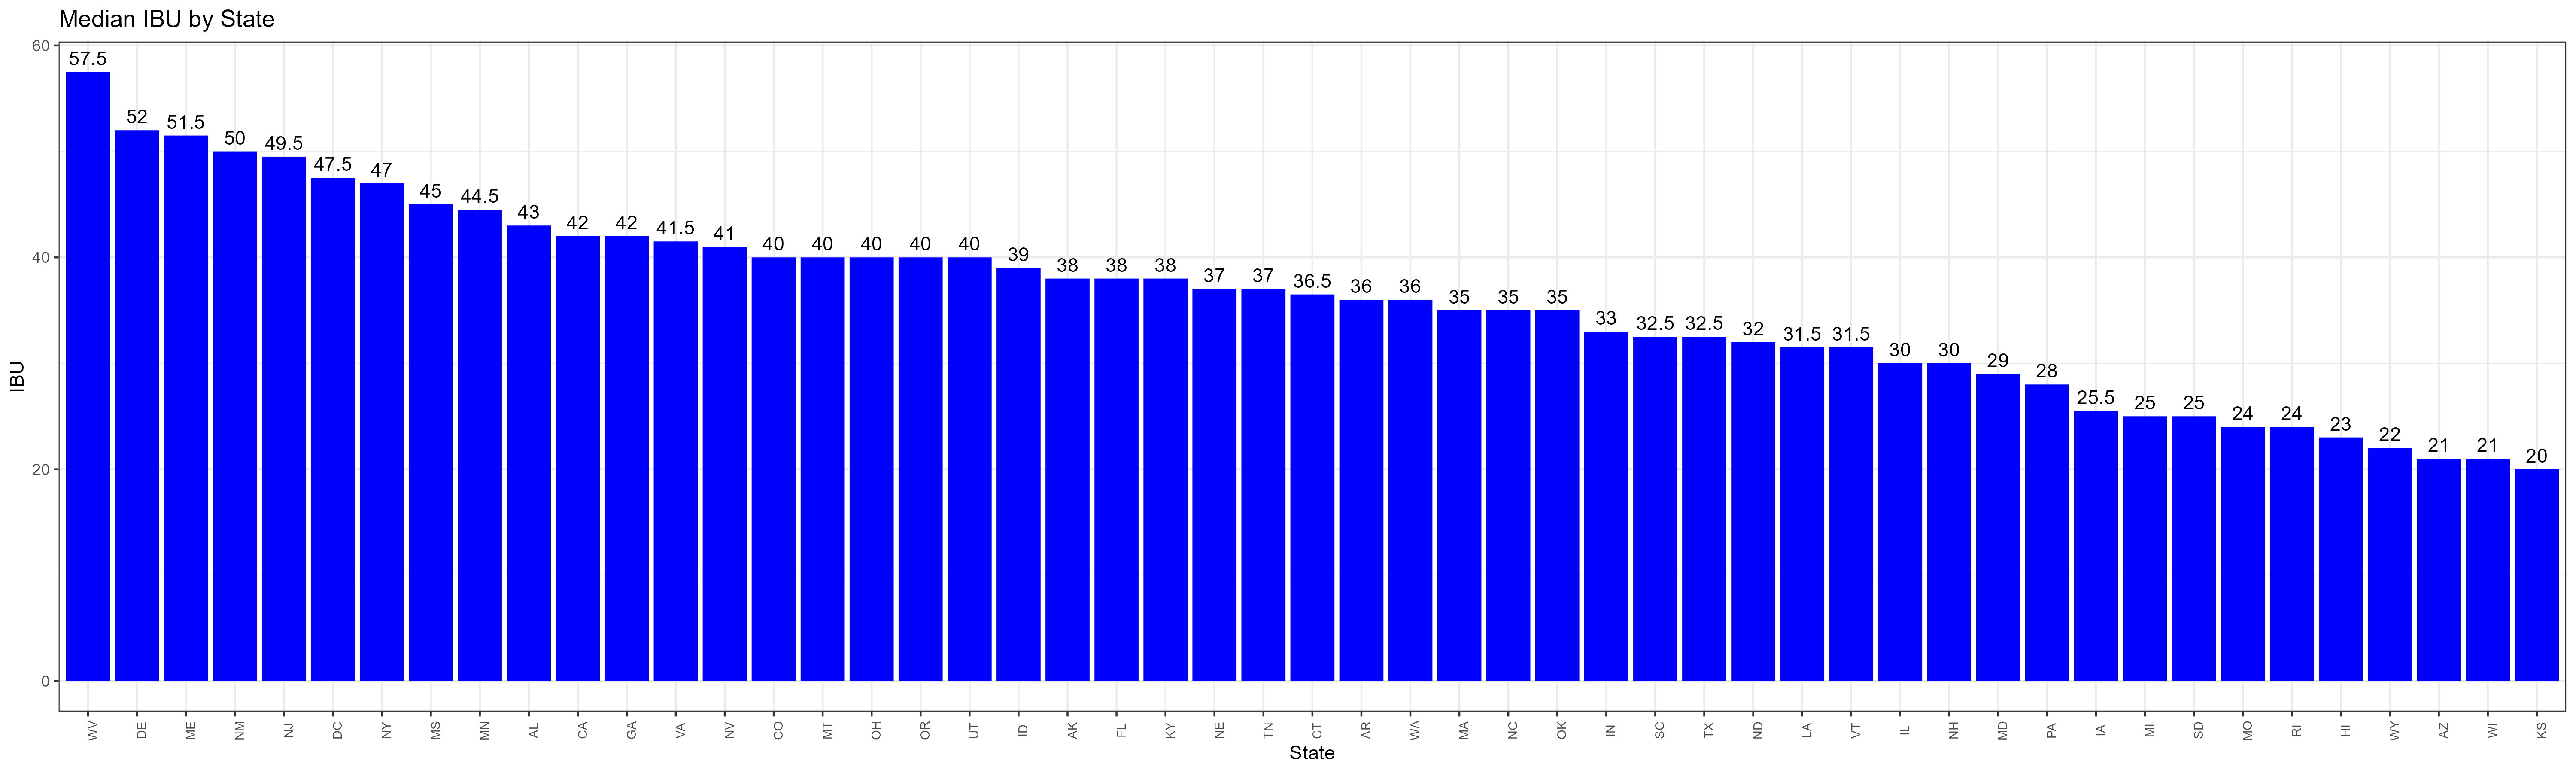 Median IBU by State
60
40
20
0
IBU
57.5 52 51.5 50 49.5 47.5 47 45 44.5 43 42 42 41.5 41 40 40 40 40 40 39 38 38 38 37 37 36.5 36 36 35 35 35 33 32.5 32.5 32 31.5 31.5 30 30 29 28 25.5 25 25 24 24 23 22 21 21 20
WV DE ME NM NJ DC NY MS MN AL CA GA VA NV CO MT OH OR UT ID AK FL KY NE TN CT AR WA MA NC OK IN SC TX ND LA VT IL NH MD PA IA MI SD MO RI HI WY AZ WI KS
State